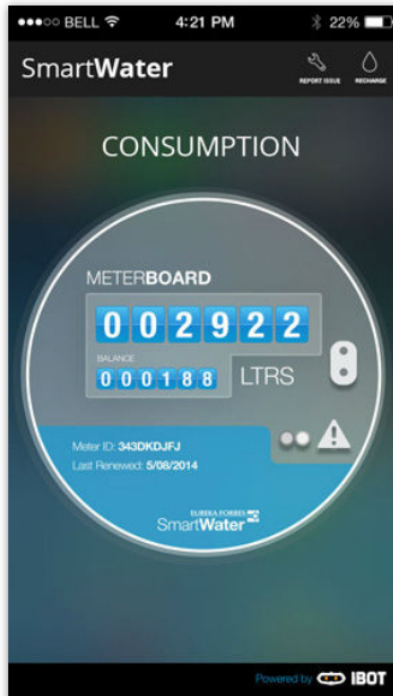 BELL 4:21 PM 22%
SmartWater
REPORT ISSUE RECHARGE
CONSUMPTION
METERBOARD
002922
BALANCE
000188 LTRS
Meter ID: 343DKDJFJ
Last Renewed: 5/08/2014
EUREKA FORBES
SmartWater
Powered by iBOT